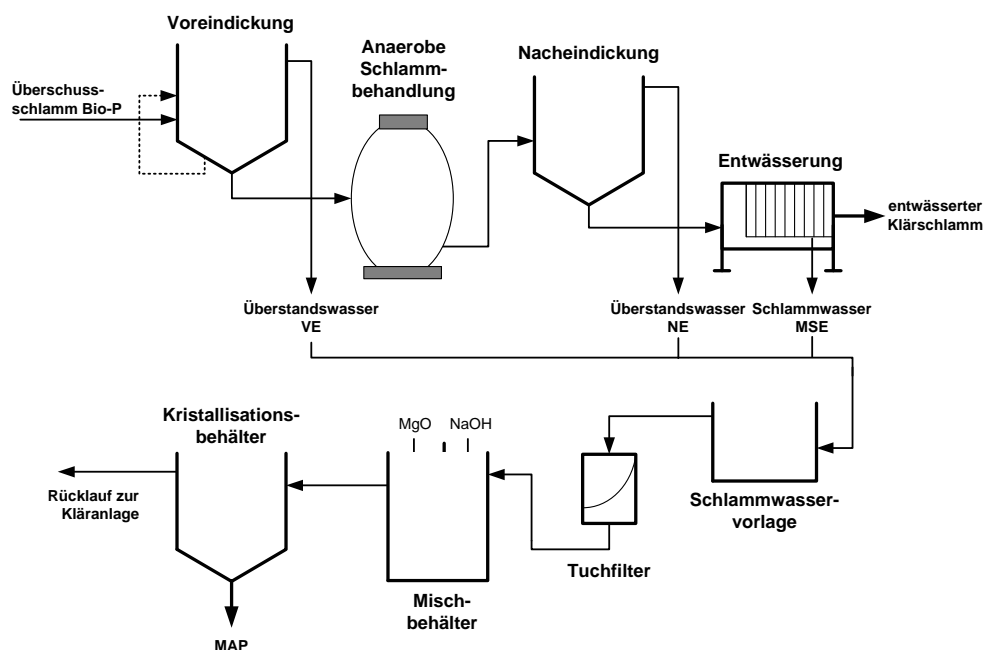 Voreindickung
Anaerobe
Schlamm-
behandlung
Nacheindickung
Überschuss-
schlamm Bio-P
Entwässerung
entwässerter
Klärschlamm
Überstandswasser
VE
Überstandswasser
NE
Schlammwasser
MSE
Kristallisations-
behälter
MgO
NaOH
Rücklauf zur
Kläranlage
Schlammwasser-
vorlage
Tuchfilter
Misch-
behälter
MAP